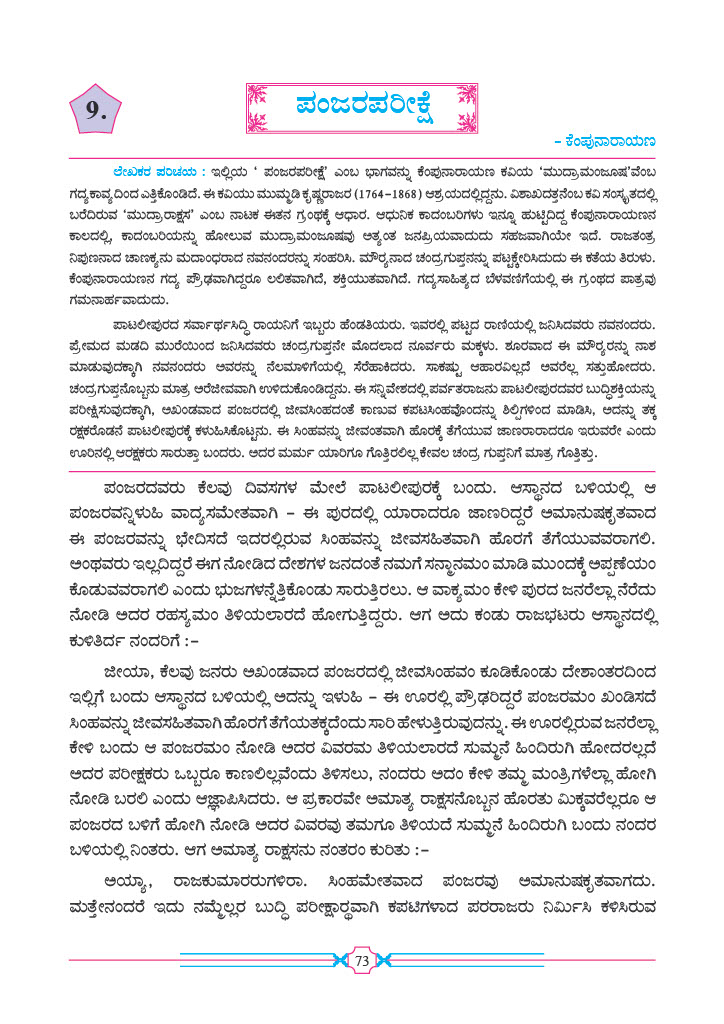 9.
ಪಂಜರಪರೀಕ್ಷೆ
– ಕೆಂಪುನಾರಾಯಣ
ಲೇಖಕರ ಪರಿಚಯ : ಇಲ್ಲಿಯ ‘ ಪಂಜರಪರೀಕ್ಷೆ’ ಎಂಬ ಭಾಗವನ್ನು ಕೆಂಪುನಾರಾಯಣ ಕವಿಯ ‘ಮುದ್ರಾಮಂಜೂಷ’ವೆಂಬ
ಗದ್ಯಕಾವ್ಯದಿಂದ ಎತ್ತಿಕೊಂಡಿದೆ. ಈ ಕವಿಯು ಮುಮ್ಮಡಿ ಕೃಷ್ಣರಾಜರ (1764–1868) ಆಶ್ರಯದಲ್ಲಿದ್ದನು. ವಿಶಾಖದತ್ತನೆಂಬ ಕವಿ ಸಂಸ್ಕೃತದಲ್ಲಿ
ಬರೆದಿರುವ ‘ಮುದ್ರಾರಾಕ್ಷಸ’ ಎಂಬ ನಾಟಕ ಈತನ ಗ್ರಂಥಕ್ಕೆ ಆಧಾರ. ಆಧುನಿಕ ಕಾದಂಬರಿಗಳು ಇನ್ನೂ ಹುಟ್ಟಿದಿದ್ದ ಕೆಂಪುನಾರಾಯಣನ
ಕಾಲದಲ್ಲಿ, ಕಾದಂಬರಿಯನ್ನು ಹೋಲುವ ಮುದ್ರಾಮಂಜೂಷವು ಅತ್ಯಂತ ಜನಪ್ರಿಯವಾದುದು ಸಹಜವಾಗಿಯೇ ಇದೆ. ರಾಜತಂತ್ರ
ನಿಪುಣನಾದ ಚಾಣಕ್ಯನು ಮದಾಂಧರಾದ ನವನಂದರನ್ನು ಸಂಹರಿಸಿ. ಮೌರ್‍ಯನಾದ ಚಂದ್ರಗುಪ್ತನನ್ನು ಪಟ್ಟಕ್ಕೇರಿಸಿದುದು ಈ ಕತೆಯ ತಿರುಳು.
ಕೆಂಪುನಾರಾಯಣನ ಗದ್ಯ ಪ್ರೌಢವಾಗಿದ್ದರೂ ಲಲಿತವಾಗಿದೆ, ಶಕ್ತಿಯುತವಾಗಿದೆ. ಗದ್ಯಸಾಹಿತ್ಯದ ಬೆಳವಣಿಗೆಯಲ್ಲಿ ಈ ಗ್ರಂಥದ ಪಾತ್ರವು
ಗಮನಾರ್ಹವಾದುದು.
ಪಾಟಲೀಪುರದ ಸರ್ವಾರ್ಥಸಿದ್ಧಿ ರಾಯನಿಗೆ ಇಬ್ಬರು ಹೆಂಡತಿಯರು. ಇವರಲ್ಲಿ ಪಟ್ಟದ ರಾಣಿಯಲ್ಲಿ ಜನಿಸಿದವರು ನವನಂದರು.
ಪ್ರೇಮದ ಮಡದಿ ಮುರೆಯಿಂದ ಜನಿಸಿದವರು ಚಂದ್ರಗುಪ್ತನೇ ಮೊದಲಾದ ನೂರ್ವರು ಮಕ್ಕಳು. ಶೂರವಾದ ಈ ಮೌರ್‍ಯರನ್ನು ನಾಶ
ಮಾಡುವುದಕ್ಕಾಗಿ ನವನಂದರು ಅವರನ್ನು ನೆಲಮಾಳಿಗೆಯಲ್ಲಿ ಸೆರೆಹಾಕಿದರು. ಸಾಕಷ್ಟು ಆಹಾರವಿಲ್ಲದೆ ಅವರೆಲ್ಲ ಸತ್ತುಹೋದರು.
ಚಂದ್ರಗುಪ್ತನೊಬ್ಬನು ಮಾತ್ರ ಅರೆಜೀವವಾಗಿ ಉಳಿದುಕೊಂಡಿದ್ದನು. ಈ ಸನ್ನಿವೇಶದಲ್ಲಿ ಪರ್ವತರಾಜನು ಪಾಟಲೀಪುರದವರ ಬುದ್ಧಿಶಕ್ತಿಯನ್ನು
ಪರೀಕ್ಷಿಸುವುದಕ್ಕಾಗಿ, ಅಖಂಡವಾದ ಪಂಜರದಲ್ಲಿ ಜೀವಸಿಂಹದಂತೆ ಕಾಣುವ ಕಪಟಸಿಂಹವೊಂದನ್ನು ಶಿಲ್ಪಿಗಳಿಂದ ಮಾಡಿಸಿ, ಅದನ್ನು ತಕ್ಕ
ರಕ್ಷಕರೊಡನೆ ಪಾಟಲೀಪುರಕ್ಕೆ ಕಳುಹಿಸಿಕೊಟ್ಟನು. ಈ ಸಿಂಹವನ್ನು ಜೀವಂತವಾಗಿ ಹೊರಕ್ಕೆ ತೆಗೆಯುವ ಜಾಣರಾರಾದರೂ ಇರುವರೇ ಎಂದು
ಊರಿನಲ್ಲಿ ಆರಕ್ಷಕರು ಸಾರುತ್ತಾ ಬಂದರು. ಅದರ ಮರ್ಮ ಯಾರಿಗೂ ಗೊತ್ತಿರಲಿಲ್ಲ ಕೇವಲ ಚಂದ್ರ ಗುಪ್ತನಿಗೆ ಮಾತ್ರ ಗೊತ್ತಿತ್ತು.
ಪಂಜರದವರು ಕೆಲವು ದಿವಸಗಳ ಮೇಲೆ ಪಾಟಲೀಪುರಕ್ಕೆ ಬಂದು. ಆಸ್ಥಾನದ ಬಳಿಯಲ್ಲಿ ಆ
ಪಂಜರವನ್ನಿಳುಹಿ ವಾದ್ಯಸಮೇತವಾಗಿ – ಈ ಪುರದಲ್ಲಿ ಯಾರಾದರೂ ಜಾಣರಿದ್ದರೆ ಅಮಾನುಷಕೃತವಾದ
ಈ ಪಂಜರವನ್ನು ಭೇದಿಸದೆ ಇದರಲ್ಲಿರುವ ಸಿಂಹವನ್ನು ಜೀವಸಹಿತವಾಗಿ ಹೊರಗೆ ತೆಗೆಯುವವರಾಗಲಿ.
ಅಂಥವರು ಇಲ್ಲದಿದ್ದರೆ ಈಗ ನೋಡಿದ ದೇಶಗಳ ಜನದಂತೆ ನಮಗೆ ಸನ್ಮಾನಮಂ ಮಾಡಿ ಮುಂದಕ್ಕೆ ಅಪ್ಪಣೆಯಂ
ಕೊಡುವವರಾಗಲಿ ಎಂದು ಭುಜಗಳನ್ನೆತ್ತಿಕೊಂಡು ಸಾರುತ್ತಿರಲು. ಆ ವಾಕ್ಯಮಂ ಕೇಳಿ ಪುರದ ಜನರೆಲ್ಲಾ ನೆರೆದು
ನೋಡಿ ಅದರ ರಹಸ್ಯಮಂ ತಿಳಿಯಲಾರದೆ ಹೋಗುತ್ತಿದ್ದರು. ಆಗ ಅದು ಕಂಡು ರಾಜಭಟರು ಆಸ್ಥಾನದಲ್ಲಿ
ಕುಳಿತಿರ್ದ ನಂದರಿಗೆ :–
ಜೀಯಾ, ಕೆಲವು ಜನರು ಅಖಂಡವಾದ ಪಂಜರದಲ್ಲಿ ಜೀವಸಿಂಹವಂ ಕೂಡಿಕೊಂಡು ದೇಶಾಂತರದಿಂದ
ಇಲ್ಲಿಗೆ ಬಂದು ಆಸ್ಥಾನದ ಬಳಿಯಲ್ಲಿ ಅದನ್ನು ಇಳುಹಿ – ಈ ಊರಲ್ಲಿ ಪ್ರೌಢರಿದ್ದರೆ ಪಂಜರಮಂ ಖಂಡಿಸದೆ
ಸಿಂಹವನ್ನು ಜೀವಸಹಿತವಾಗಿ ಹೊರಗೆ ತೆಗೆಯತಕ್ಕದೆಂದು ಸಾರಿ ಹೇಳುತ್ತಿರುವುದನ್ನು. ಈ ಊರಲ್ಲಿರುವ ಜನರೆಲ್ಲಾ
ಕೇಳಿ ಬಂದು ಆ ಪಂಜರಮಂ ನೋಡಿ ಅದರ ವಿವರಮ ತಿಳಿಯಲಾರದೆ ಸುಮ್ಮನೆ ಹಿಂದಿರುಗಿ ಹೋದರಲ್ಲದೆ
ಅದರ ಪರೀಕ್ಷಕರು ಒಬ್ಬರೂ ಕಾಣಲಿಲ್ಲವೆಂದು ತಿಳಿಸಲು, ನಂದರು ಅದಂ ಕೇಳಿ ತಮ್ಮ ಮಂತ್ರಿಗಳೆಲ್ಲಾ ಹೋಗಿ
ನೋಡಿ ಬರಲಿ ಎಂದು ಆಜ್ಞಾಪಿಸಿದರು. ಆ ಪ್ರಕಾರವೇ ಅಮಾತ್ಯ ರಾಕ್ಷಸನೊಬ್ಬನ ಹೊರತು ಮಿಕ್ಕವರೆಲ್ಲರೂ ಆ
ಪಂಜರದ ಬಳಿಗೆ ಹೋಗಿ ನೋಡಿ ಅದರ ವಿವರವು ತಮಗೂ ತಿಳಿಯದೆ ಸುಮ್ಮನೆ ಹಿಂದಿರುಗಿ ಬಂದು ನಂದರ
ಬಳಿಯಲ್ಲಿ ನಿಂತರು. ಆಗ ಅಮಾತ್ಯ ರಾಕ್ಷಸನು ನಂತರಂ ಕುರಿತು :–
ಅಯ್ಯಾ, ರಾಜಕುಮಾರರುಗಳಿರಾ. ಸಿಂಹಮೇತವಾದ ಪಂಜರವು ಅಮಾನುಷಕೃತವಾಗದು.
ಮತ್ತೇನಂದರೆ ಇದು ನಮ್ಮೆಲ್ಲರ ಬುದ್ಧಿ ಪರೀಕ್ಷಾರ್‍ಥವಾಗಿ ಕಪಟಿಗಳಾದ ಪರರಾಜರು ನಿರ್ಮಿಸಿ ಕಳಿಸಿರುವ
73